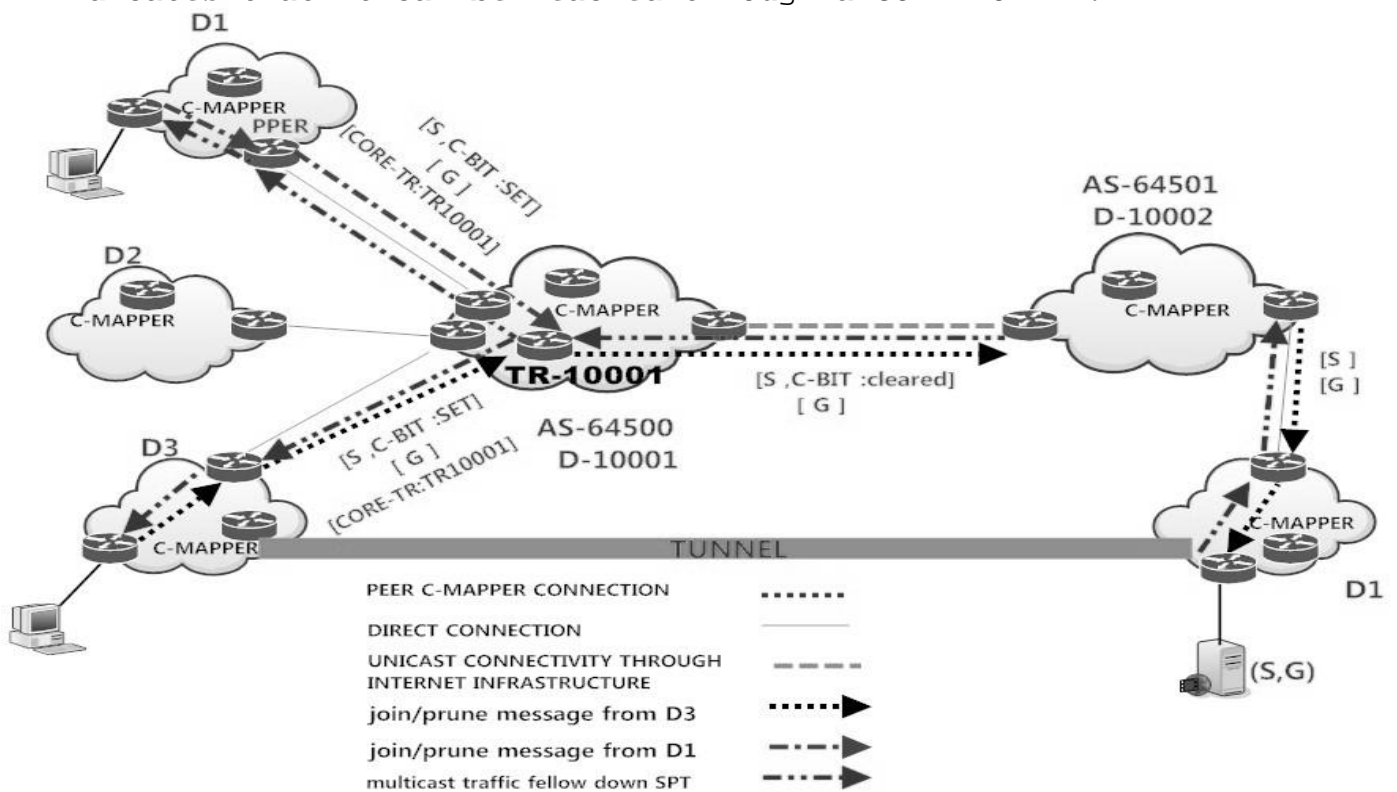 D1
C-MAPPER
PPER
[S ,C-BIT :SET]
[ G ]
[CORE-TR:TR10001]
AS-64501
D-10002
D2
C-MAPPER
C-MAPPER
C-MAPPER
TR-10001
[S ,C-BIT :cleared]
[ G ]
[S ]
[G ]
AS-64500
D-10001
[S ,C-BIT :SET]
[ G ]
[CORE-TR:TR10001]
D3
C-MAPPER
C-MAPPER
TUNNEL
D1
PEER C-MAPPER CONNECTION
DIRECT CONNECTION
UNICAST CONNECTIVITY THROUGH
INTERNET INFRASTRUCTURE
(S,G)
join/prune message from D3
join/prune message from D1
multicast traffic fellow down SPT